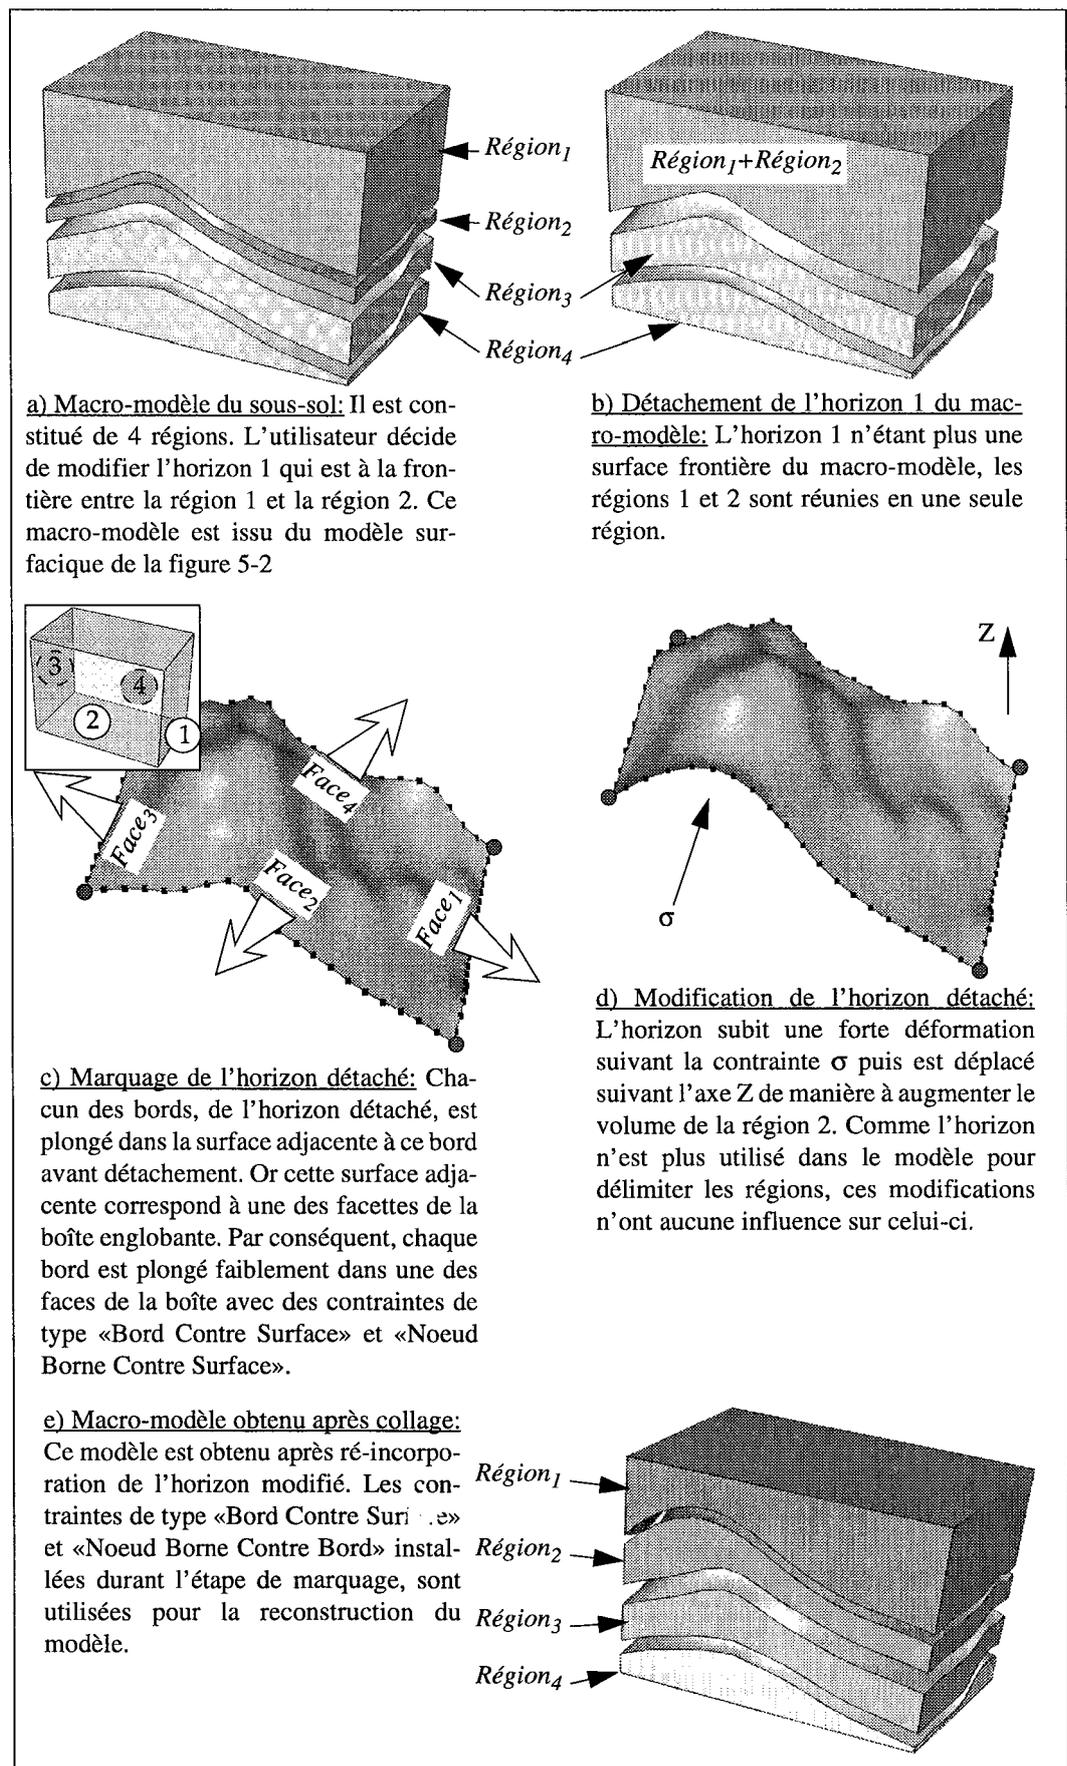 Région1
Région2
Région3
Région4
Région1+Région2
a) Macro-modèle du sous-sol: Il est con-
stitué de 4 régions. L'utilisateur décide
de modifier l'horizon 1 qui est à la fron-
tière entre la région 1 et la région 2. Ce
macro-modèle est issu du modèle sur-
facique de la figure 5-2
b) Détachement de l'horizon 1 du mac-
ro-modèle: L'horizon 1 n'étant plus une
surface frontière du macro-modèle, les
régions 1 et 2 sont réunies en une seule
région.
3
4
2
1
Face3
Face4
Face2
Face1
Z
σ
c) Marquage de l'horizon détaché: Cha-
cun des bords, de l'horizon détaché, est
plongé dans la surface adjacente à ce bord
avant détachement. Or cette surface adja-
cente correspond à une des facettes de la
boîte englobante. Par conséquent, chaque
bord est plongé faiblement dans une des
faces de la boîte avec des contraintes de
type «Bord Contre Surface» et «Noeud
Borne Contre Surface».
d) Modification de l'horizon détaché:
L'horizon subit une forte déformation
suivant la contrainte σ puis est déplacé
suivant l'axe Z de manière à augmenter le
volume de la région 2. Comme l'horizon
n'est plus utilisé dans le modèle pour
délimiter les régions, ces modifications
n'ont aucune influence sur celui-ci.
e) Macro-modèle obtenu après collage:
Ce modèle est obtenu après ré-incorpo-
ration de l'horizon modifié. Les con-
traintes de type «Bord Contre
et «Noeud Borne Contre Bord» instal-
lées durant l'étape de marquage, sont
utilisées pour la reconstruction du
modèle.
Région1
Région2
Région3
Région4